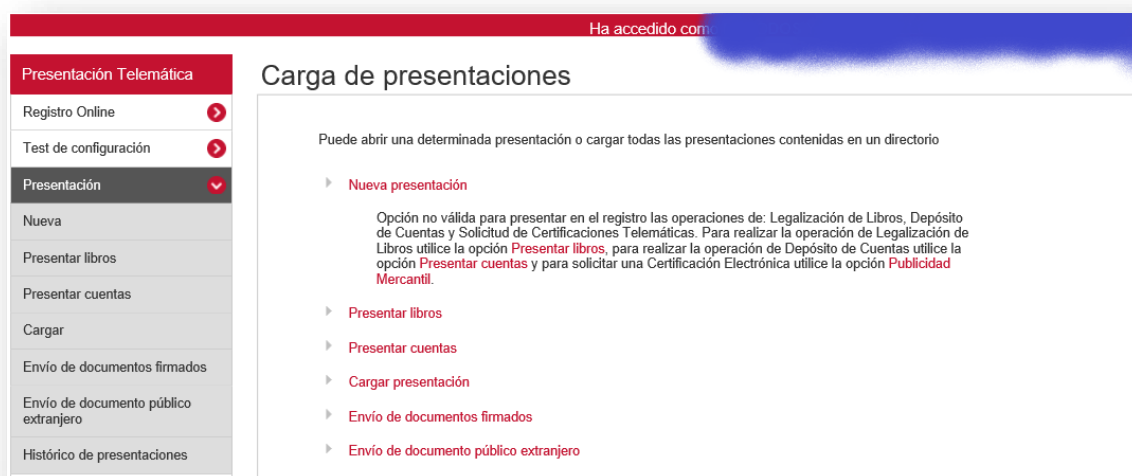 Ha accedido com
Presentación Telemática
Registro Online
Test de configuración
Presentación
Nueva
Presentar libros
Presentar cuentas
Cargar
Envío de documentos firmados
Envío de documento público
extranjero
Histórico de presentaciones
Carga de presentaciones
Puede abrir una determinada presentación o cargar todas las presentaciones contenidas en un directorio
Nueva presentación
Opción no válida para presentar en el registro las operaciones de: Legalización de Libros, Depósito
de Cuentas y Solicitud de Certificaciones Telemáticas. Para realizar la operación de Legalización de
Libros utilice la opción Presentar libros, para realizar la operación de Depósito de Cuentas utilice la
opción Presentar cuentas y para solicitar una Certificación Electrónica utilice la opción Publicidad
Mercantil.
Presentar libros
Presentar cuentas
Cargar presentación
Envío de documentos firmados
Envío de documento público extranjero